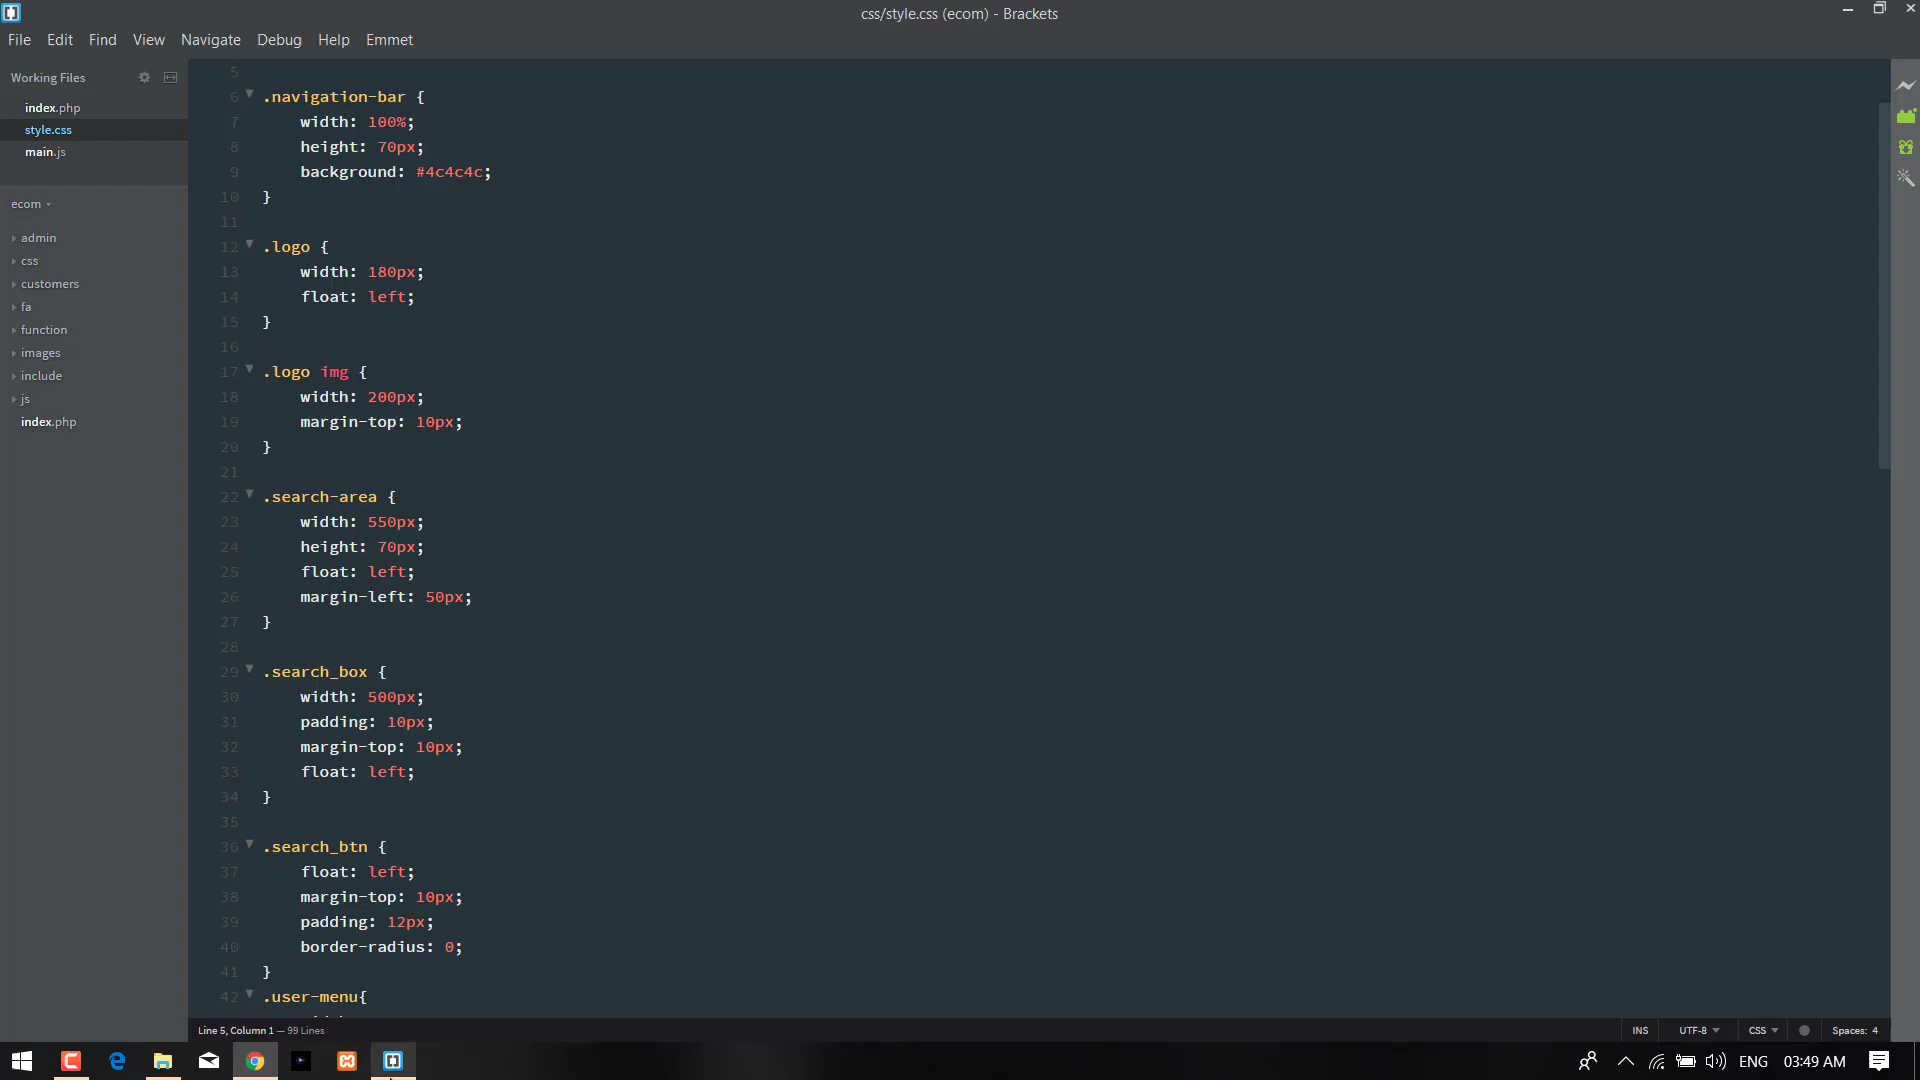 css/style.css (ecom) - Brackets
File Edit Find View Navigate Debug Help Emmet
Working Files
index.php
style.css
main.js
ecom
admin
css
customers
fa
function
images
include
js
index.php
5
6 .navigation-bar {
7 width: 100%;
8 height: 70px;
9 background: #4c4c4c;
10 }
11
12 .logo {
13 width: 180px;
14 float: left;
15 }
16
17 .logo img {
18 width: 200px;
19 margin-top: 10px;
20 }
21
22 .search-area {
23 width: 550px;
24 height: 70px;
25 float: left;
26 margin-left: 50px;
27 }
28
29 .search_box {
30 width: 500px;
31 padding: 10px;
32 margin-top: 10px;
33 float: left;
34 }
35
36 .search_btn {
37 float: left;
38 margin-top: 10px;
39 padding: 12px;
40 border-radius: 0;
41 }
42 .user-menu{
Line 5, Column 1 — 99 Lines
INS UTF-8 CSS Spaces: 4
ENG 03:49 AM